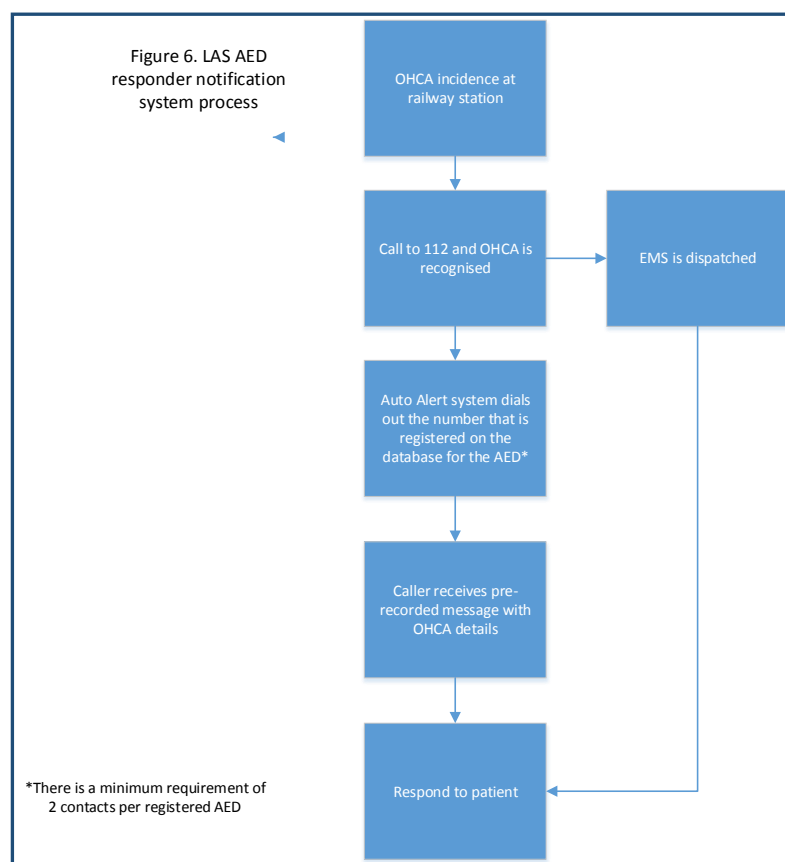 Figure 6. LAS AED
responder notification
system process
OHCA incidence at
railway station
Call to 112 and OHCA is
recognised
EMS is dispatched
Auto Alert system dials
out the number that is
registered on the
database for the AED*
Caller receives pre-
recorded message with
OHCA details
Respond to patient
*There is a minimum requirement of
2 contacts per registered AED